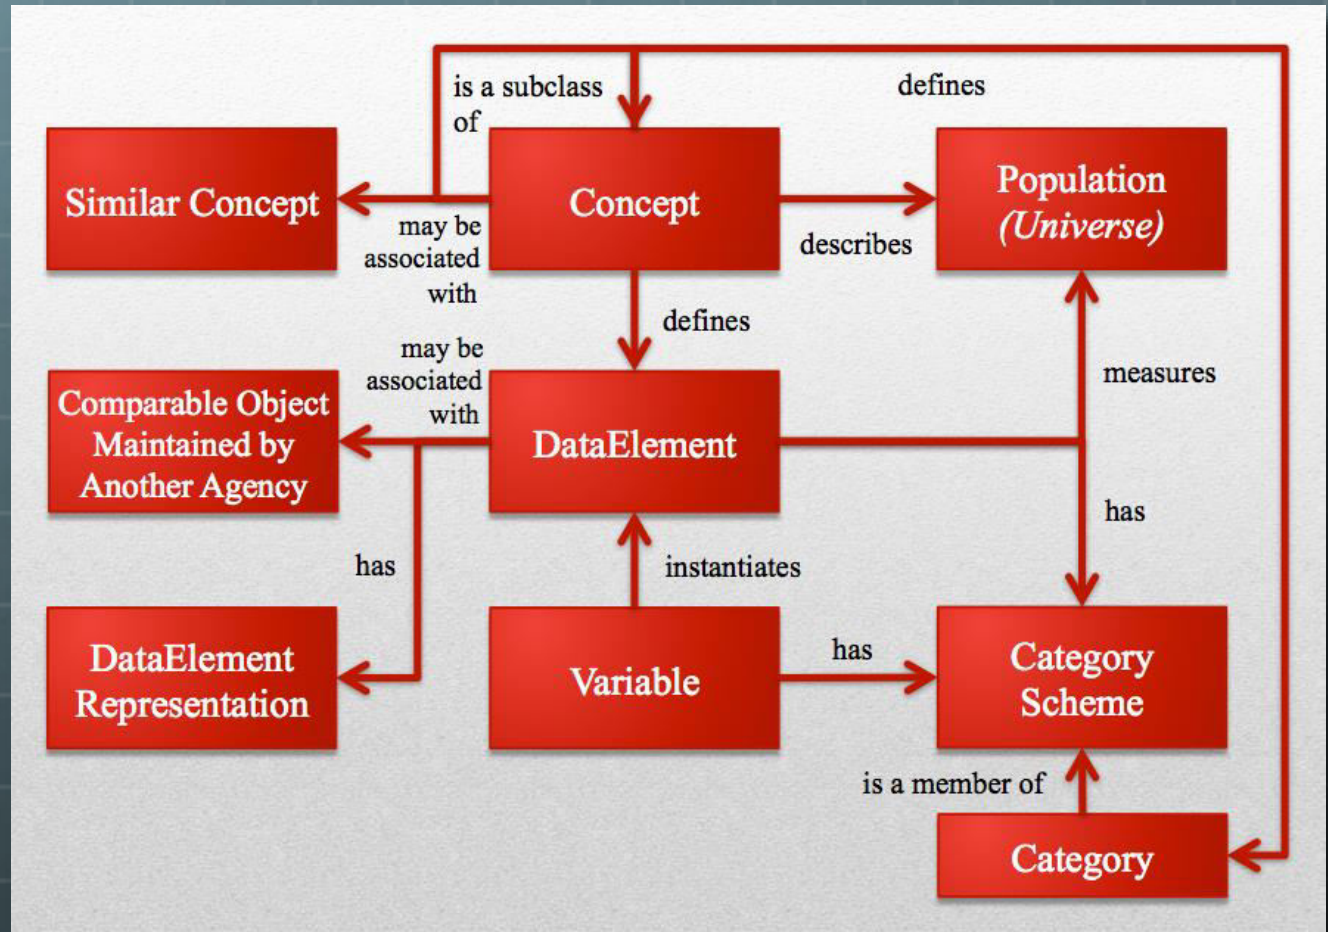 is a subclass
of
defines
Similar Concept
Concept
Population
(Universe)
may be
associated
with
describes
defines
may be
associated
with
measures
Comparable Object
Maintained by
Another Agency
DataElement
has
has
instantiates
DataElement
Representation
Variable
has
Category
Scheme
is a member of
Category